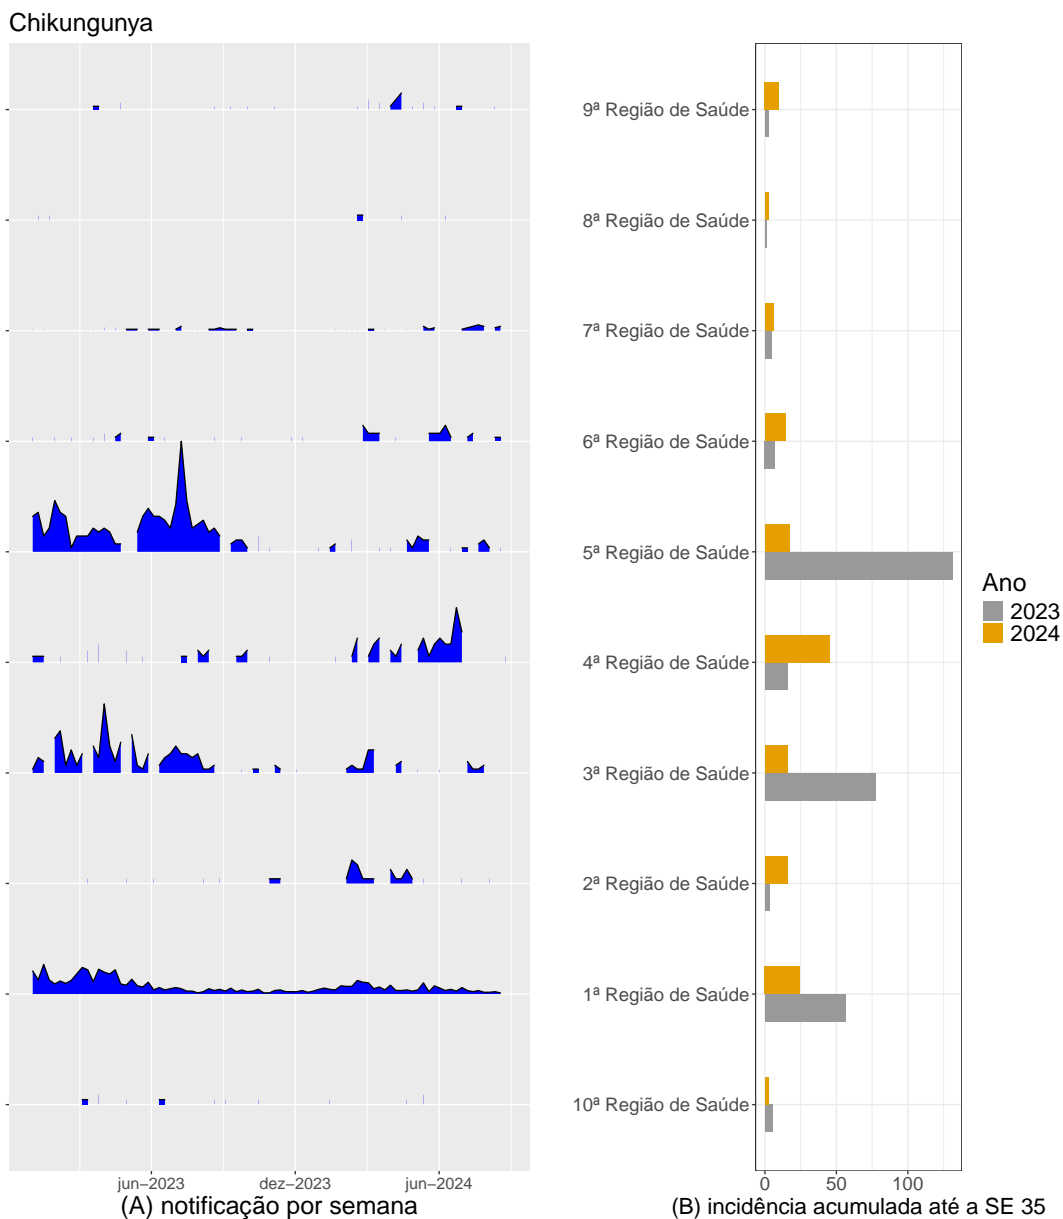 Chikungunya
9ª Região de Saúde
8ª Região de Saúde
7ª Região de Saúde
6ª Região de Saúde
5ª Região de Saúde
4ª Região de Saúde
3ª Região de Saúde
2ª Região de Saúde
1ª Região de Saúde
10ª Região de Saúde
Ano
2023
2024
jun−2023 dez−2023 jun−2024
0 50 100
(A) notificação por semana
(B) incidência acumulada até a SE 35